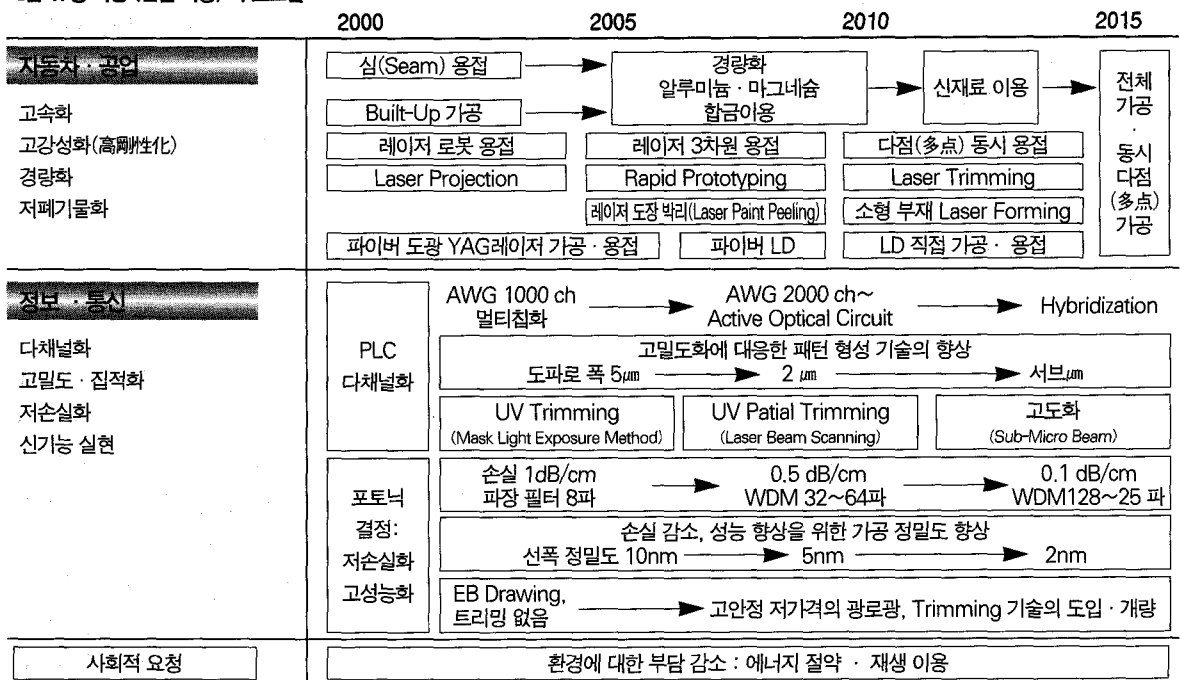 2000 2005 2010 2015
자동차 · 공업
고속화
고강성화(高剛性化)
경량화
저폐기물화
심(Seam) 용접
Built-Up 가공
경량화
알루미늄 · 마그네슘
합금이용
신재료 이용
전체
가공
·
동시
다점
(多点)
가공
레이저 로봇 용접
레이저 3차원 용접
다점(多点) 동시 용접
Laser Projection
Rapid Prototyping
Laser Trimming
레이저 도장 박리(Laser Paint Peeling)
소형 부재 Laser Forming
파이버 도광 YAG레이저 가공 · 용접
파이버 LD
LD 직접 가공 · 용접
정보 · 통신
다채널화
고밀도 · 집적화
저손실화
신기능 실현
PLC
다채널화
AWG 1000 ch
멀티칩화
AWG 2000 ch~
Active Optical Circuit
Hybridization
고밀도화에 대응한 패턴 형성 기술의 향상
도파로 폭 5㎛ 2 ㎛ 서브㎛
UV Trimming
(Mask Light Exposure Method)
UV Patial Trimming
(Laser Beam Scanning)
고도화
(Sub-Micro Beam)
포토닉
결정:
저손실화
고성능화
손실 1dB/cm
파장 필터 8파
0.5 dB/cm
WDM 32~64파
0.1 dB/cm
WDM128~25 파
손실 감소, 성능 향상을 위한 가공 정밀도 향상
선폭 정밀도 10nm 5nm 2nm
EB Drawing,
트리밍 없음
고안정 저가격의 광로광, Trimming 기술의 도입 · 개량
사회적 요청
환경에 대한 부담 감소 : 에너지 절약 · 재생 이용